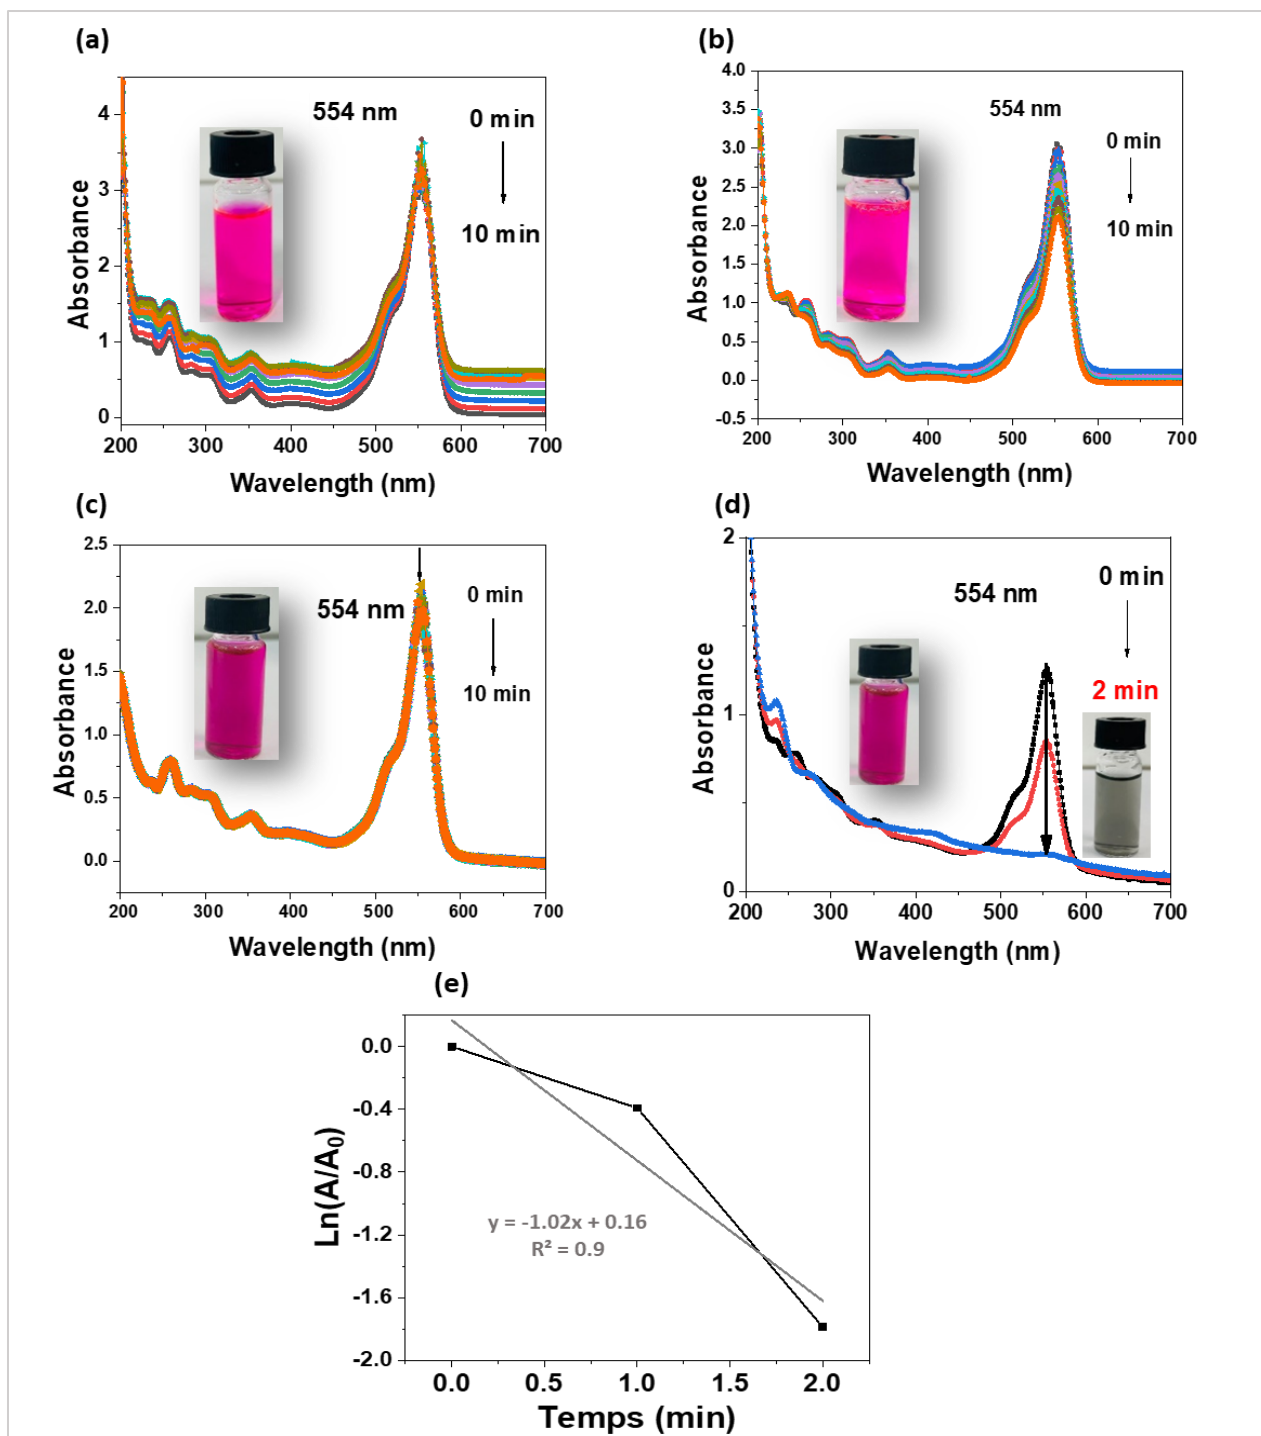 (a)
554 nm
0 min
10 min
4
3
2
1
0
Absorbance
200 300 400 500 600 700
Wavelength (nm)
(b)
554 nm
0 min
10 min
4.0
3.5
3.0
2.5
2.0
1.5
1.0
0.5
0.0
-0.5
Absorbance
200 300 400 500 600 700
Wavelength (nm)
(c)
554 nm
0 min
10 min
2.5
2.0
1.5
1.0
0.5
0.0
Absorbance
200 300 400 500 600 700
Wavelength (nm)
(d)
554 nm
0 min
2 min
2
1
0
Absorbance
200 300 400 500 600 700
Wavelength (nm)
(e)
0.0
-0.4
-0.8
-1.2
-1.6
-2.0
Ln(A/A₀)
y = -1.02x + 0.16
R² = 0.9
0.0 0.5 1.0 1.5 2.0
Temps (min)